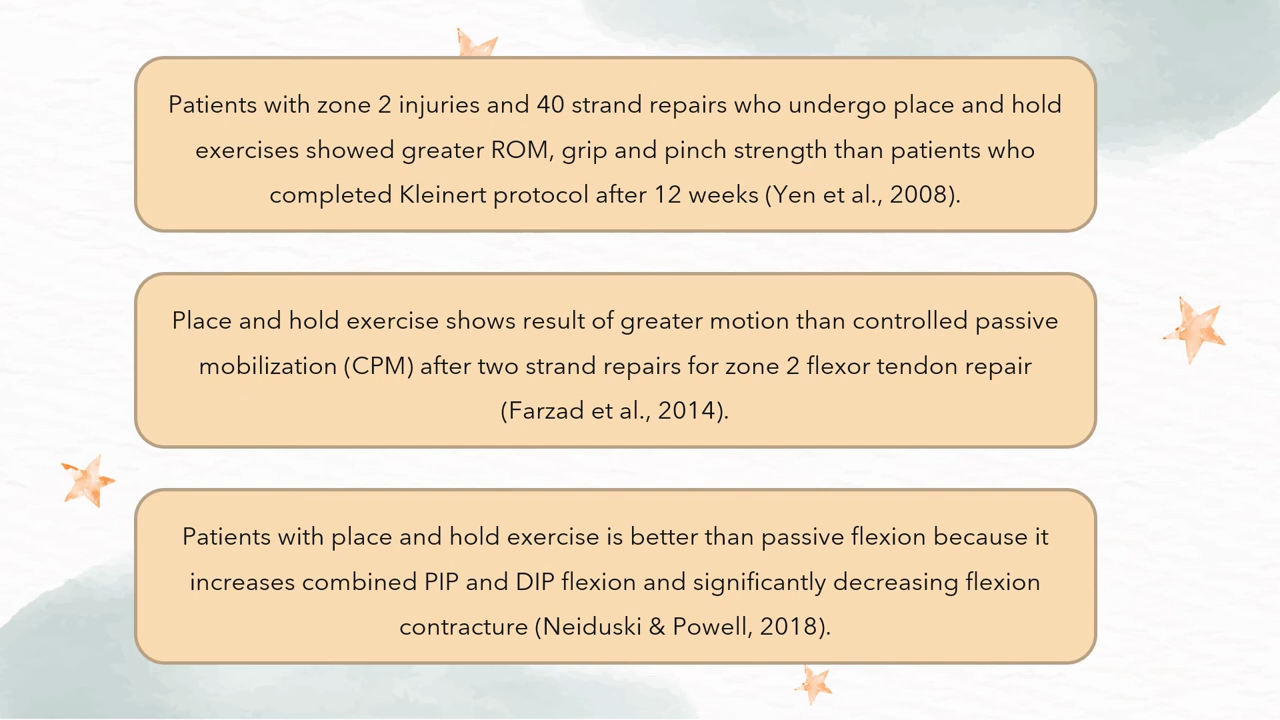 Patients with zone 2 injuries and 40 strand repairs who undergo place and hold
exercises showed greater ROM, grip and pinch strength than patients who
completed Kleinert protocol after 12 weeks (Yen et al., 2008).
Place and hold exercise shows result of greater motion than controlled passive
mobilization (CPM) after two strand repairs for zone 2 flexor tendon repair
(Farzad et al., 2014).
Patients with place and hold exercise is better than passive flexion because it
increases combined PIP and DIP flexion and significantly decreasing flexion
contracture (Neiduski & Powell, 2018).